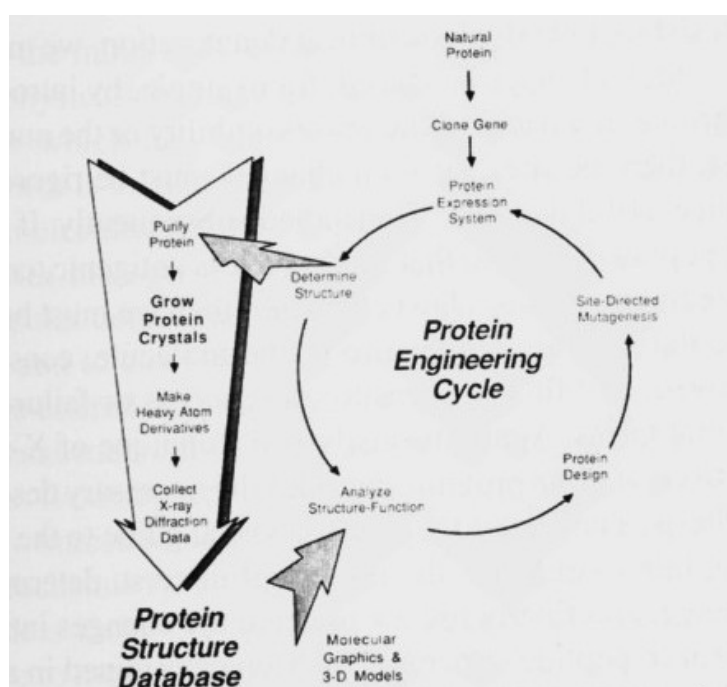 Natural
Protein
Clone Gene
Protein
Expression
System
Purify
Protein
Determine
Structure
Grow
Protein
Crystals
Site-Directed
Mutagenesis
Protein
Engineering
Cycle
Make
Heavy Atom
Derivatives
Protein
Design
Collect
X-ray
Diffraction
Data
Analyze
Structure-Function
Protein
Structure
Database
Molecular
Graphics &
3-D Models